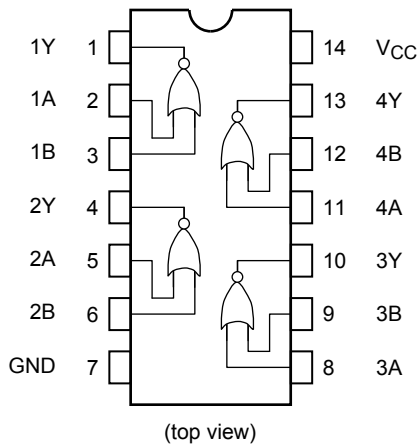 1Y 1 14 VCC
1A 2 13 4Y
1B 3 12 4B
2Y 4 11 4A
2A 5 10 3Y
2B 6 9 3B
GND 7 8 3A
(top view)